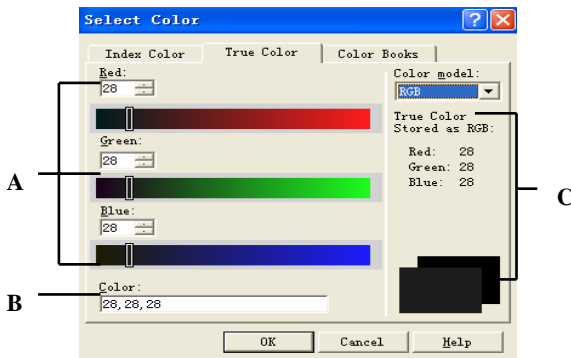 Select Color
Index Color True Color Color Books
Red:
28
Green:
28
Blue:
28
Color:
28,28,28
Color model:
RGB
True Color
Stored as RGB:
Red: 28
Green: 28
Blue: 28
OK Cancel Help
A
B
C